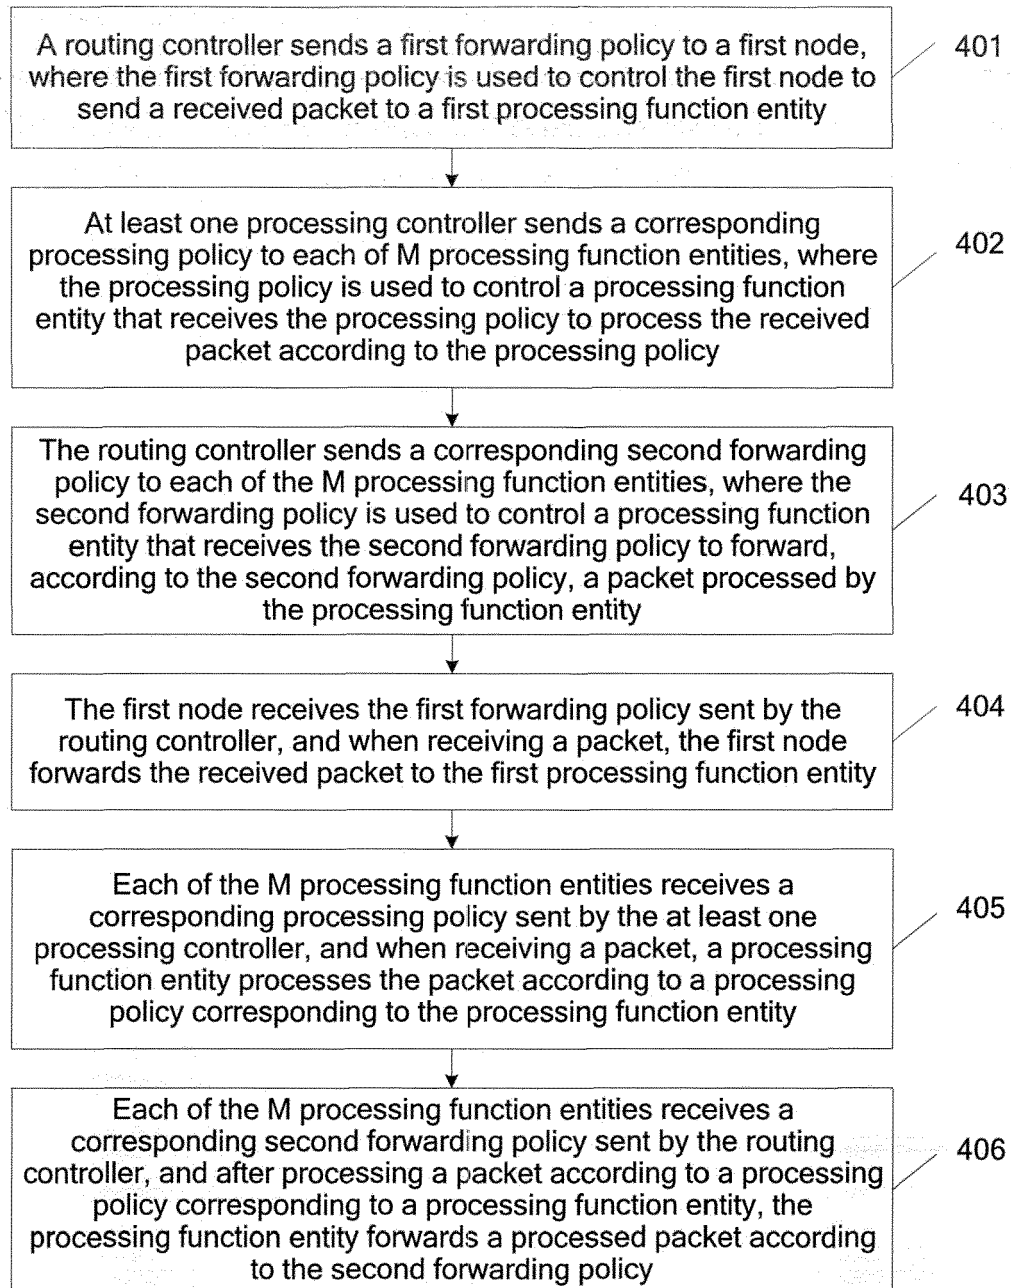 A routing controller sends a first forwarding policy to a first node,
where the first forwarding policy is used to control the first node to
send a received packet to a first processing function entity
401
At least one processing controller sends a corresponding
processing policy to each of M processing function entities, where
the processing policy is used to control a processing function
entity that receives the processing policy to process the received
packet according to the processing policy
402
The routing controller sends a corresponding second forwarding
policy to each of the M processing function entities, where the
second forwarding policy is used to control a processing function
entity that receives the second forwarding policy to forward,
according to the second forwarding policy, a packet processed by
the processing function entity
403
The first node receives the first forwarding policy sent by the
routing controller, and when receiving a packet, the first node
forwards the received packet to the first processing function entity
404
Each of the M processing function entities receives a
corresponding processing policy sent by the at least one
processing controller, and when receiving a packet, a processing
function entity processes the packet according to a processing
policy corresponding to the processing function entity
405
Each of the M processing function entities receives a
corresponding second forwarding policy sent by the routing
controller, and after processing a packet according to a processing
policy corresponding to a processing function entity, the
processing function entity forwards a processed packet according
to the second forwarding policy
406